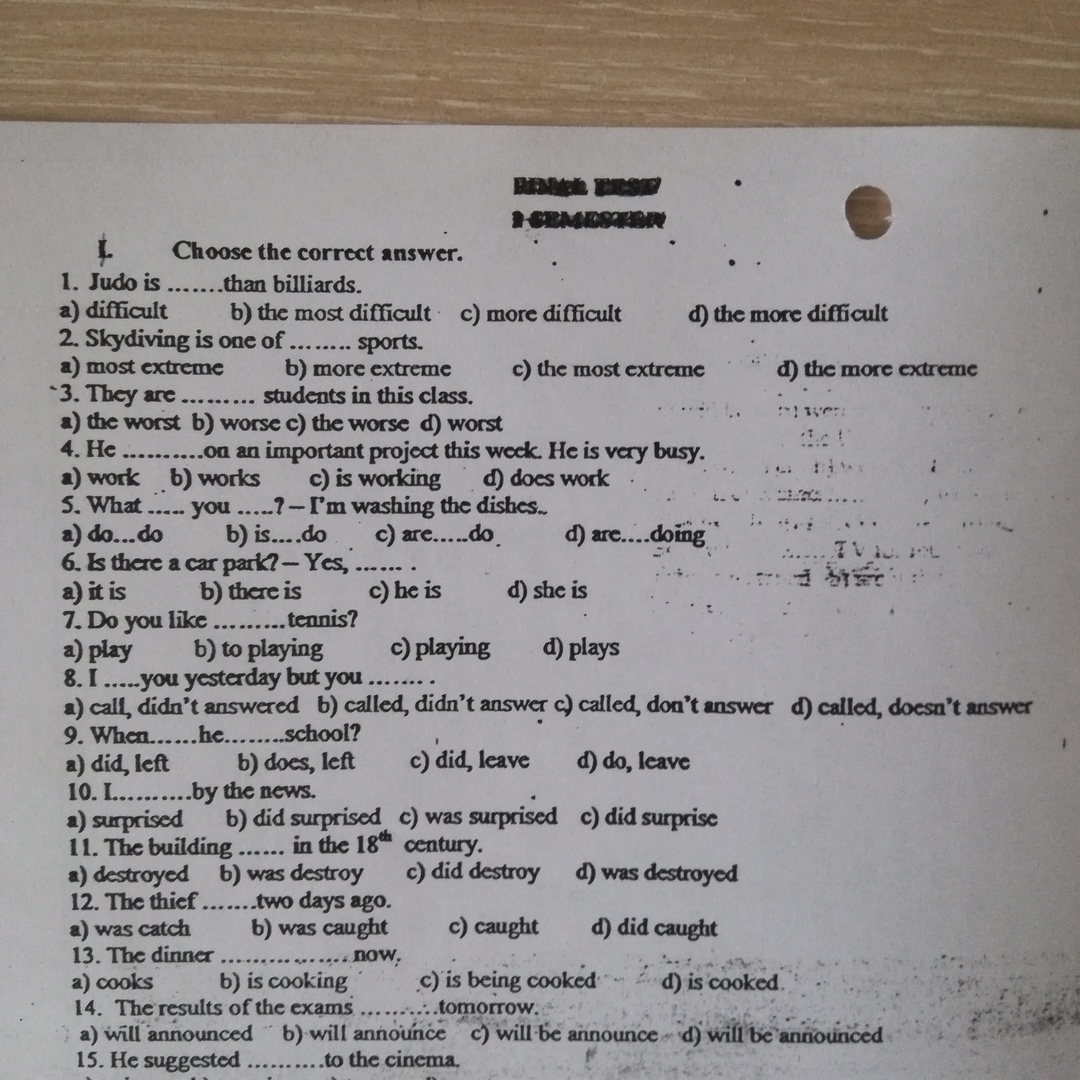 FINAL TEST
I SEMESTER
I. Choose the correct answer.
1. Judo is .......than billiards.
a) difficult b) the most difficult c) more difficult d) the more difficult
2. Skydiving is one of ........ sports.
a) most extreme b) more extreme c) the most extreme d) the more extreme
3. They are ......... students in this class.
a) the worst b) worse c) the worse d) worst
4. He ..........on an important project this week. He is very busy.
a) work b) works c) is working d) does work
5. What ..... you .....? – I'm washing the dishes..
a) do...do b) is....do c) are.....do d) are....doing
6. Is there a car park? – Yes, ...... .
a) it is b) there is c) he is d) she is
7. Do you like .........tennis?
a) play b) to playing c) playing d) plays
8. I .....you yesterday but you ....... .
a) call, didn't answered b) called, didn't answer c) called, don't answer d) called, doesn't answer
9. When......he........school?
a) did, left b) does, left c) did, leave d) do, leave
10. I..........by the news.
a) surprised b) did surprised c) was surprised c) did surprise
11. The building ...... in the 18th century.
a) destroyed b) was destroy c) did destroy d) was destroyed
12. The thief .......two days ago.
a) was catch b) was caught c) caught d) did caught
13. The dinner .................. now.
a) cooks b) is cooking c) is being cooked d) is cooked
14. The results of the exams ..........tomorrow.
a) will announced b) will announce c) will be announce d) will be announced
15. He suggested ..........to the cinema.